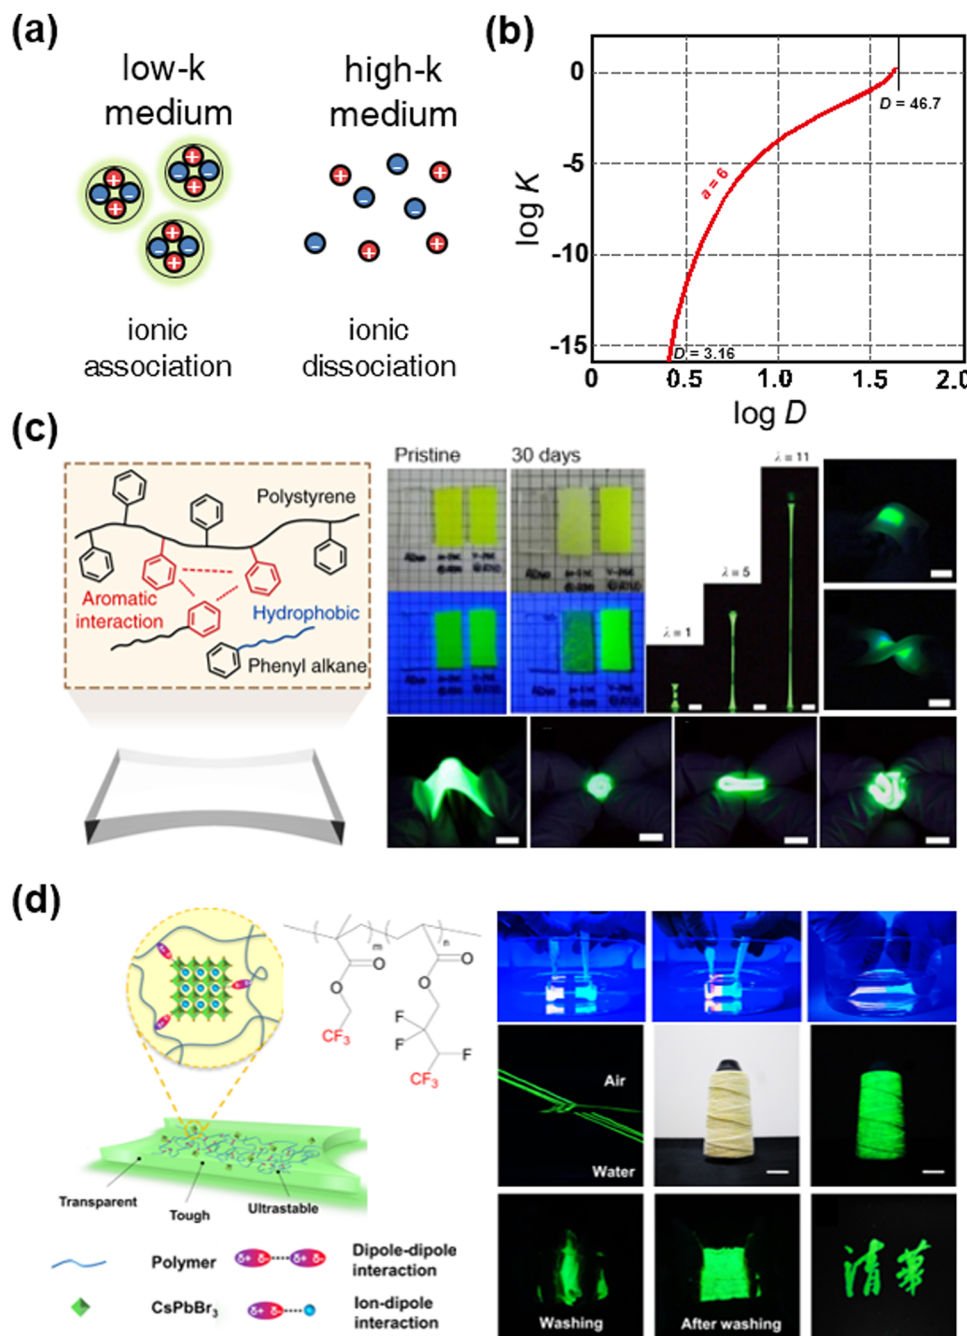 (a)
low-k
medium
high-k
medium
ionic
association
ionic
dissociation
(b)
log K
0
-5
-10
-15
a = 6
D = 46.7
D = 3.16
0
0.5
1.0
1.5
2.0
log D
(c)
Polystyrene
Aromatic
interaction
Hydrophobic
Phenyl alkane
Pristine
30 days
λ = 1
λ = 5
λ = 11
(d)
m
n
O
O
O
O
CF3
F
F
F
CF3
δ+
δ-
Transparent
Tough
Ultrastable
Polymer
δ+ δ- δ+ δ-
Dipole-dipole
interaction
CsPbBr3
δ+ δ-
Ion-dipole
interaction
Air
Water
Washing
After washing
清華